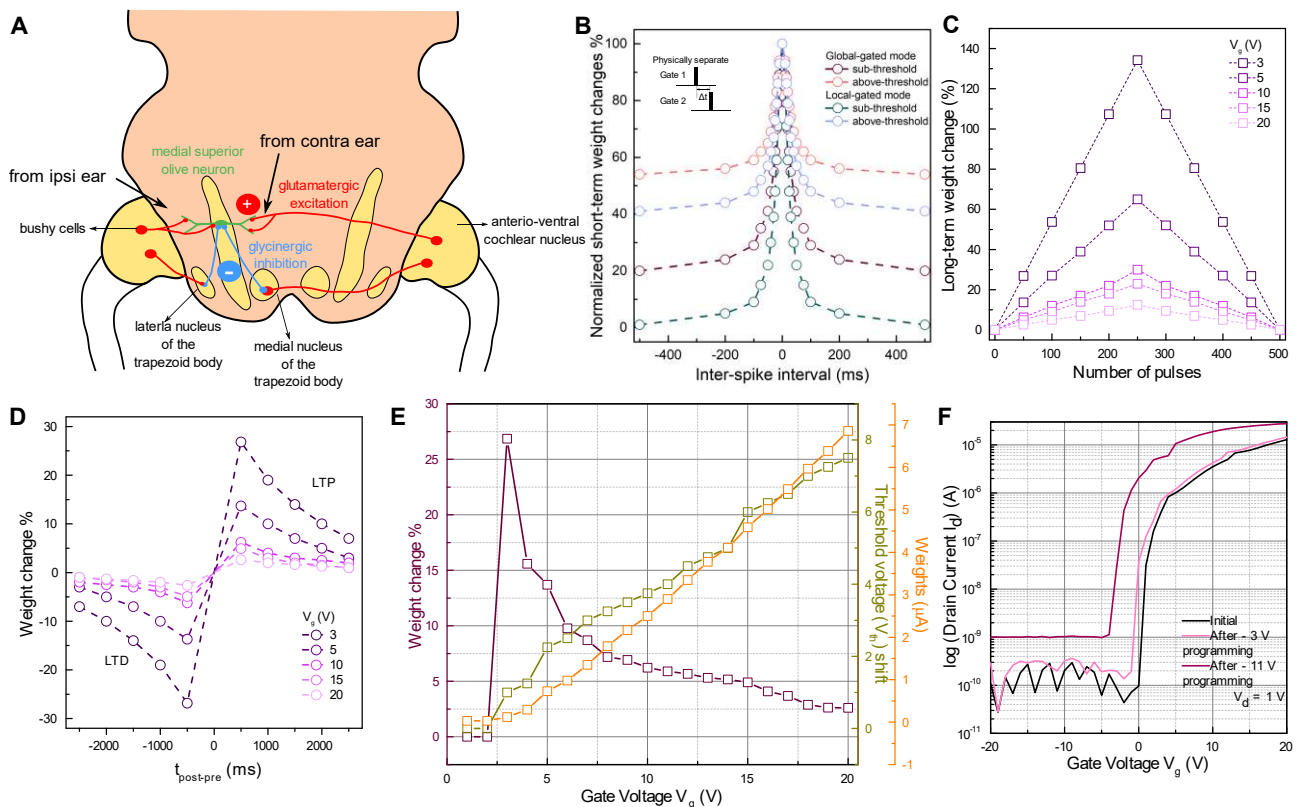 A
from contra ear
medial superior
olive neuron
from ipsi ear
glutamatergic
excitation
+
bushy cells
anterio-ventral
cochlear nucleus
glycinergic
inhibition
-
lateria nucleus
of the
trapezoid body
medial nucleus
of the
trapezoid body
B
Normalized short-term weight changes %
100
80
60
40
20
0
Physically separate
Gate 1
Δt
Gate 2
Global-gated mode
sub-threshold
above-threshold
Local-gated mode
sub-threshold
above-threshold
-400 -200 0 200 400
Inter-spike interval (ms)
C
Long-term weight change (%)
140
120
100
80
60
40
20
0
Vg (V)
3
5
10
15
20
0 100 200 300 400 500
Number of pulses
D
Weight change %
30
20
10
0
-10
-20
-30
LTP
LTD
Vg (V)
3
5
10
15
20
-2000 -1000 0 1000 2000
tpost-pre (ms)
E
Weight change %
30
25
20
15
10
5
0
8
6
4
2
0
Threshold voltage (Vth) shift
7
6
5
4
3
2
1
0
-1
Weights (μA)
0 5 10 15 20
Gate Voltage Vg (V)
F
log (Drain Current Id) (A)
10-5
10-6
10-7
10-8
10-9
10-10
10-11
Initial
After - 3 V
programming
After - 11 V
programming
Vd = 1 V
-20 -10 0 10 20
Gate Voltage Vg (V)